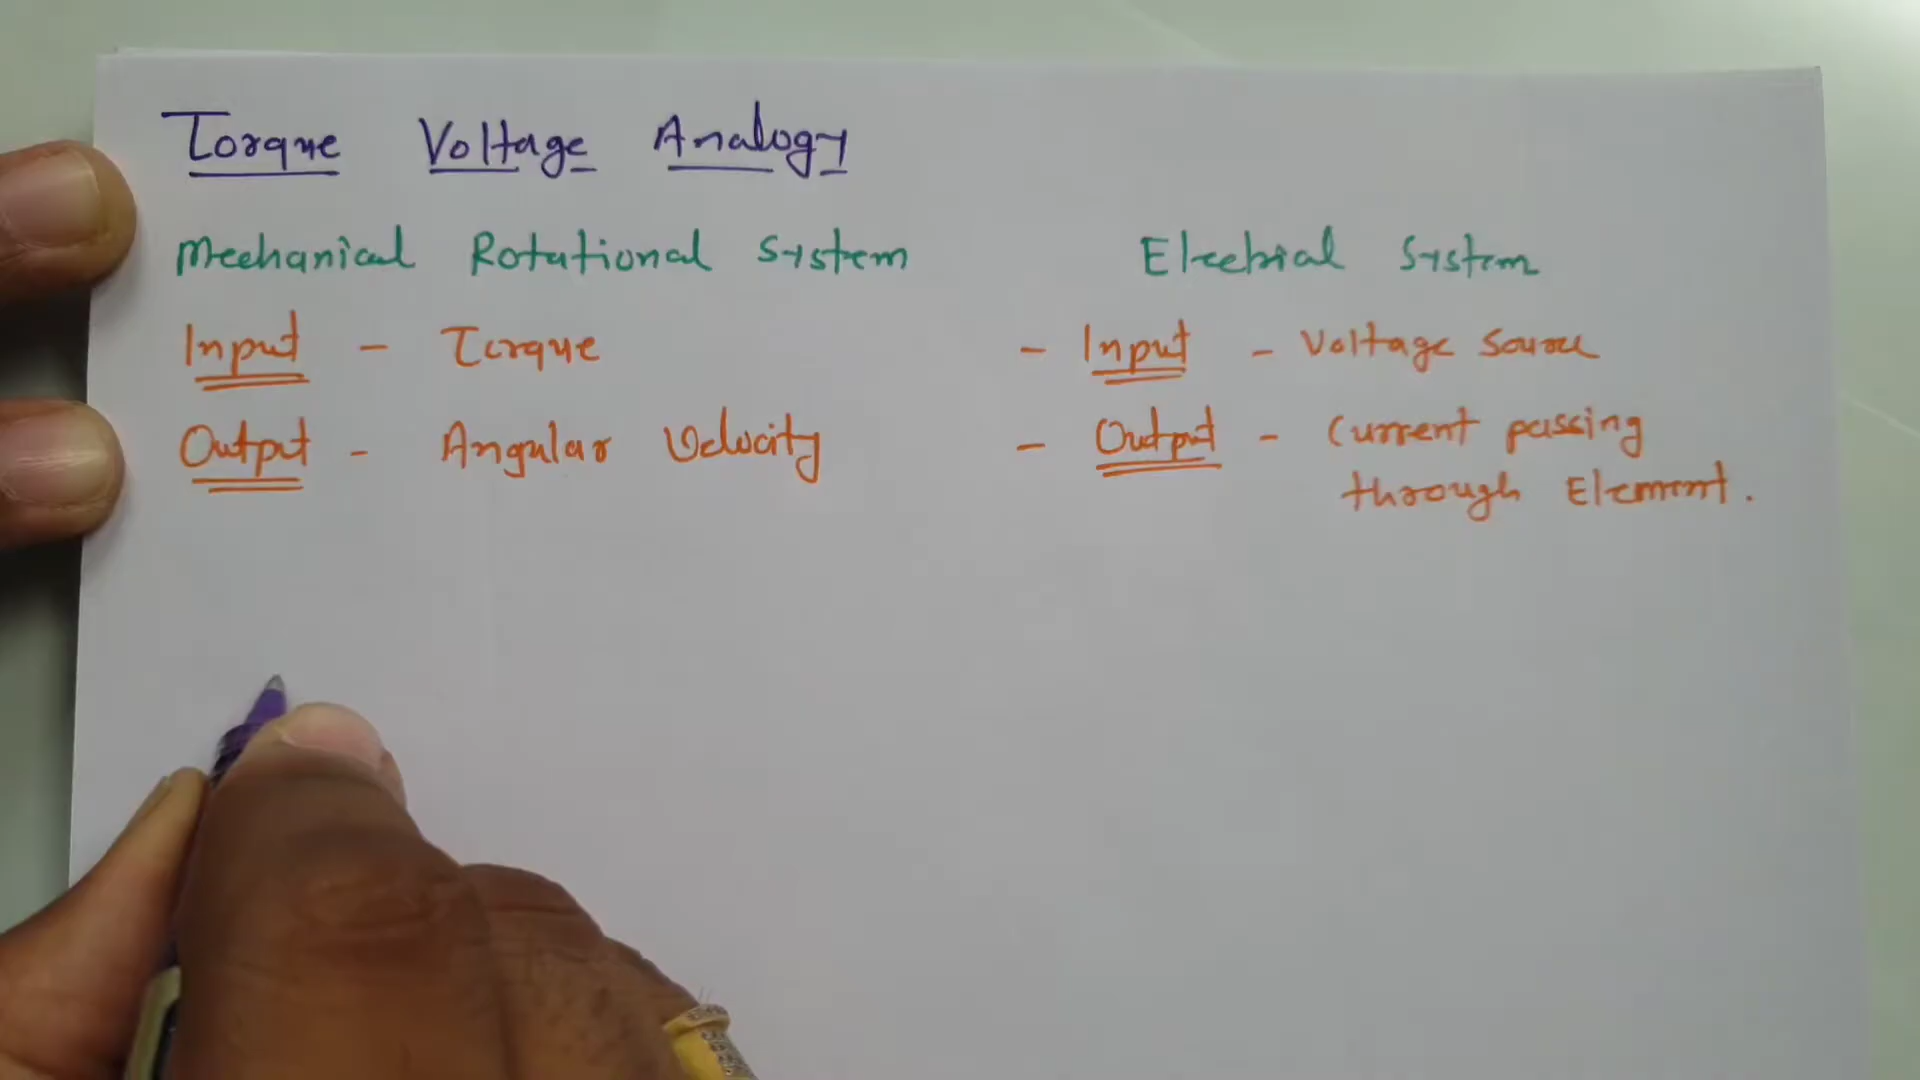 Torque Voltage Analogy
Mechanical Rotational System Electrical System
Input - Torque - Input - Voltage source
Output - Angular Velocity - Output - Current passing
through Element.